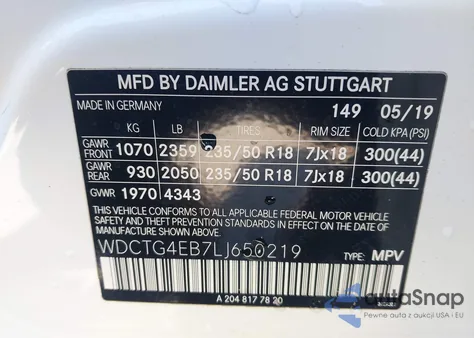 MFD BY DAIMLER AG STUTTGART
MADE IN GERMANY 149 05/19
KG LB TIRES RIM SIZE COLD KPA (PSI)
GAWR FRONT 1070 2359 235/50 R18 7Jx18 300(44)
GAWR REAR 930 2050 235/50 R18 7Jx18 300(44)
GWR 1970 4343
THIS VEHICLE CONFORMS TO ALL APPLICABLE FEDERAL MOTOR VEHICLE
SAFETY AND THEFT PREVENTION STANDARDS IN EFFECT ON THE DATE OF
MANUFACTURE SHOWN ABOVE.
WDCTG4EB7LJ650219 TYPE: MPV
A 204 817 78 20
autoSnap
Pewne auta z aukcji USA i EU